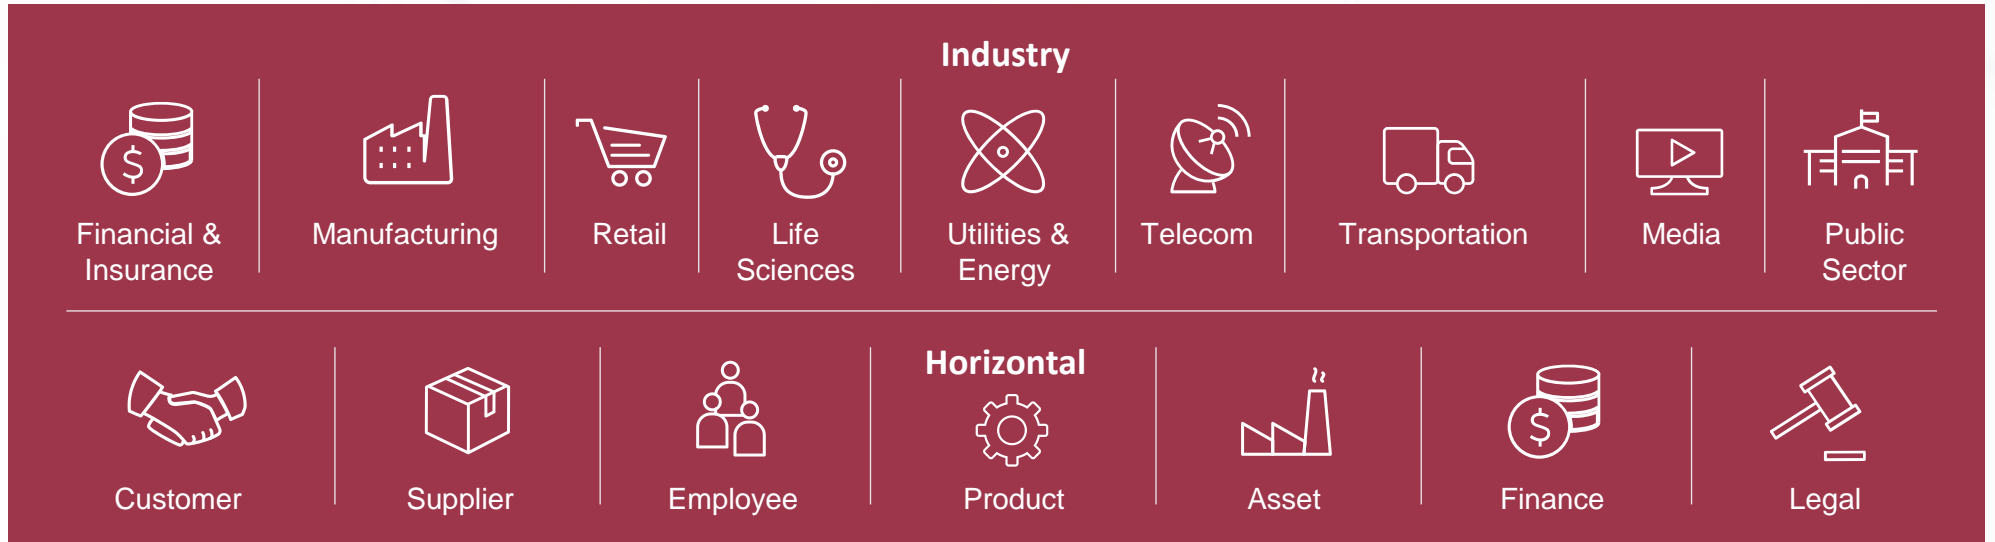 Industry
Financial &
Insurance
Manufacturing
Retail
Life
Sciences
Utilities &
Energy
Telecom
Transportation
Media
Public
Sector
Horizontal
Customer
Supplier
Employee
Product
Asset
Finance
Legal